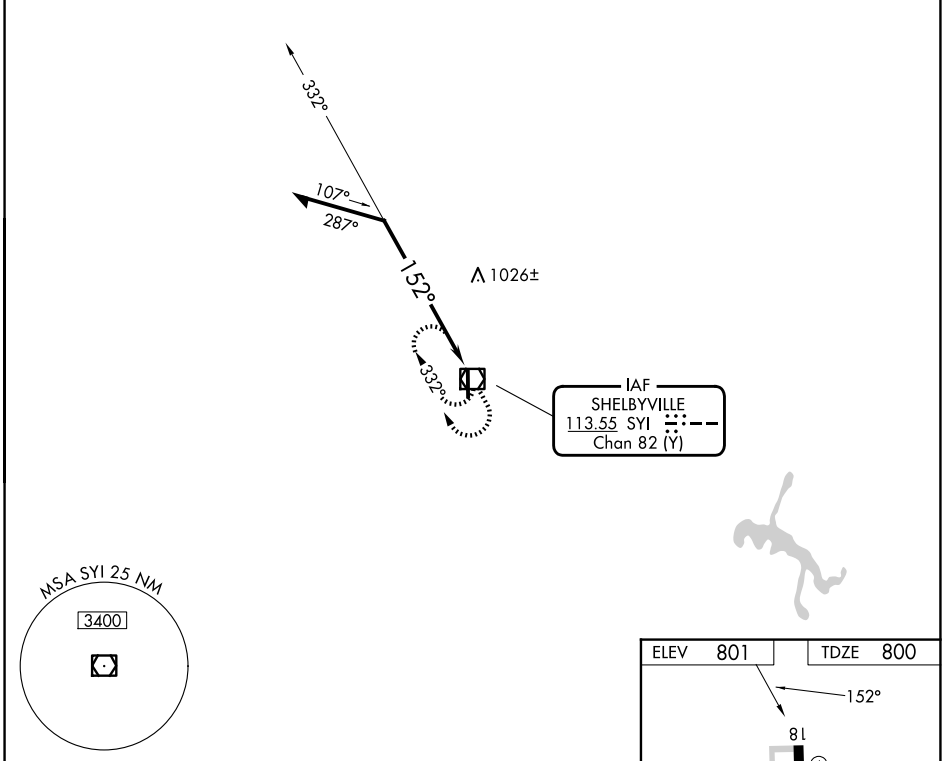 332°
107°
287°
152°
1026±
332°
IAF
SHELBYVILLE
113.55 SYI
Chan 82 (Y)
MSA SYI 25 NM
3400
ELEV 801
TDZE 800
152°
18